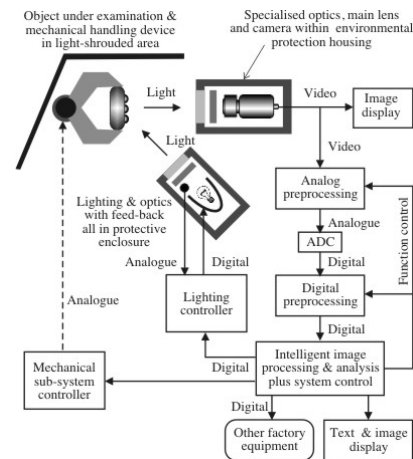 Object under examination &
mechanical handling device
in light-shrouded area
Specialised optics, main lens
and camera within environmental
protection housing
Light
Video
Image
display
Light
Video
Analog
preprocessing
Lighting & optics
with feed-back
all in protective
enclosure
Analogue
ADC
Function control
Analogue
Digital
Digital
Analogue
Lighting
controller
Digital
preprocessing
Digital
Mechanical
sub-system
controller
Digital
Intelligent image
processing & analysis
plus system control
Digital
Other factory
equipment
Text & image
display